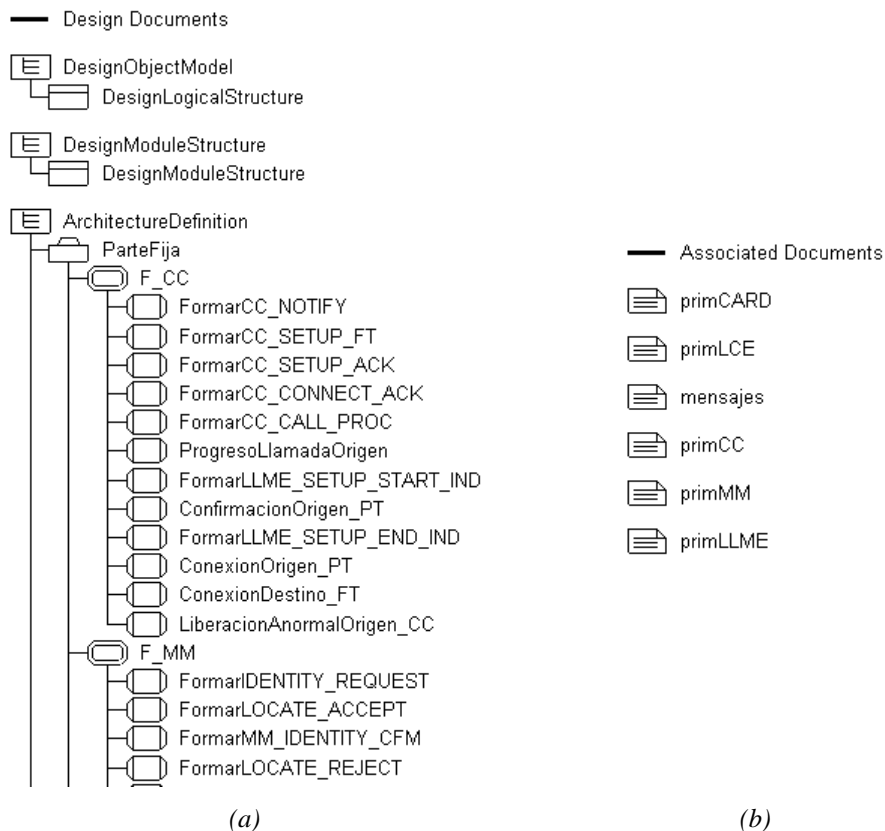 Design Documents
DesignObjectModel
DesignLogicalStructure
DesignModuleStructure
DesignModuleStructure
ArchitectureDefinition
ParteFija
F_CC
FormarCC_NOTIFY
FormarCC_SETUP_FT
FormarCC_SETUP_ACK
FormarCC_CONNECT_ACK
FormarCC_CALL_PROC
ProgresoLlamadaOrigen
FormarLLME_SETUP_START_IND
ConfirmacionOrigen_PT
FormarLLME_SETUP_END_IND
ConexionOrigen_PT
ConexionDestino_FT
LiberacionAnormalOrigen_CC
F_MM
FormarIDENTITY_REQUEST
FormarLOCATE_ACCEPT
FormarMM_IDENTITY_CFM
FormarLOCATE_REJECT
(a)
Associated Documents
primCARD
primLCE
mensajes
primCC
primMM
primLLME
(b)